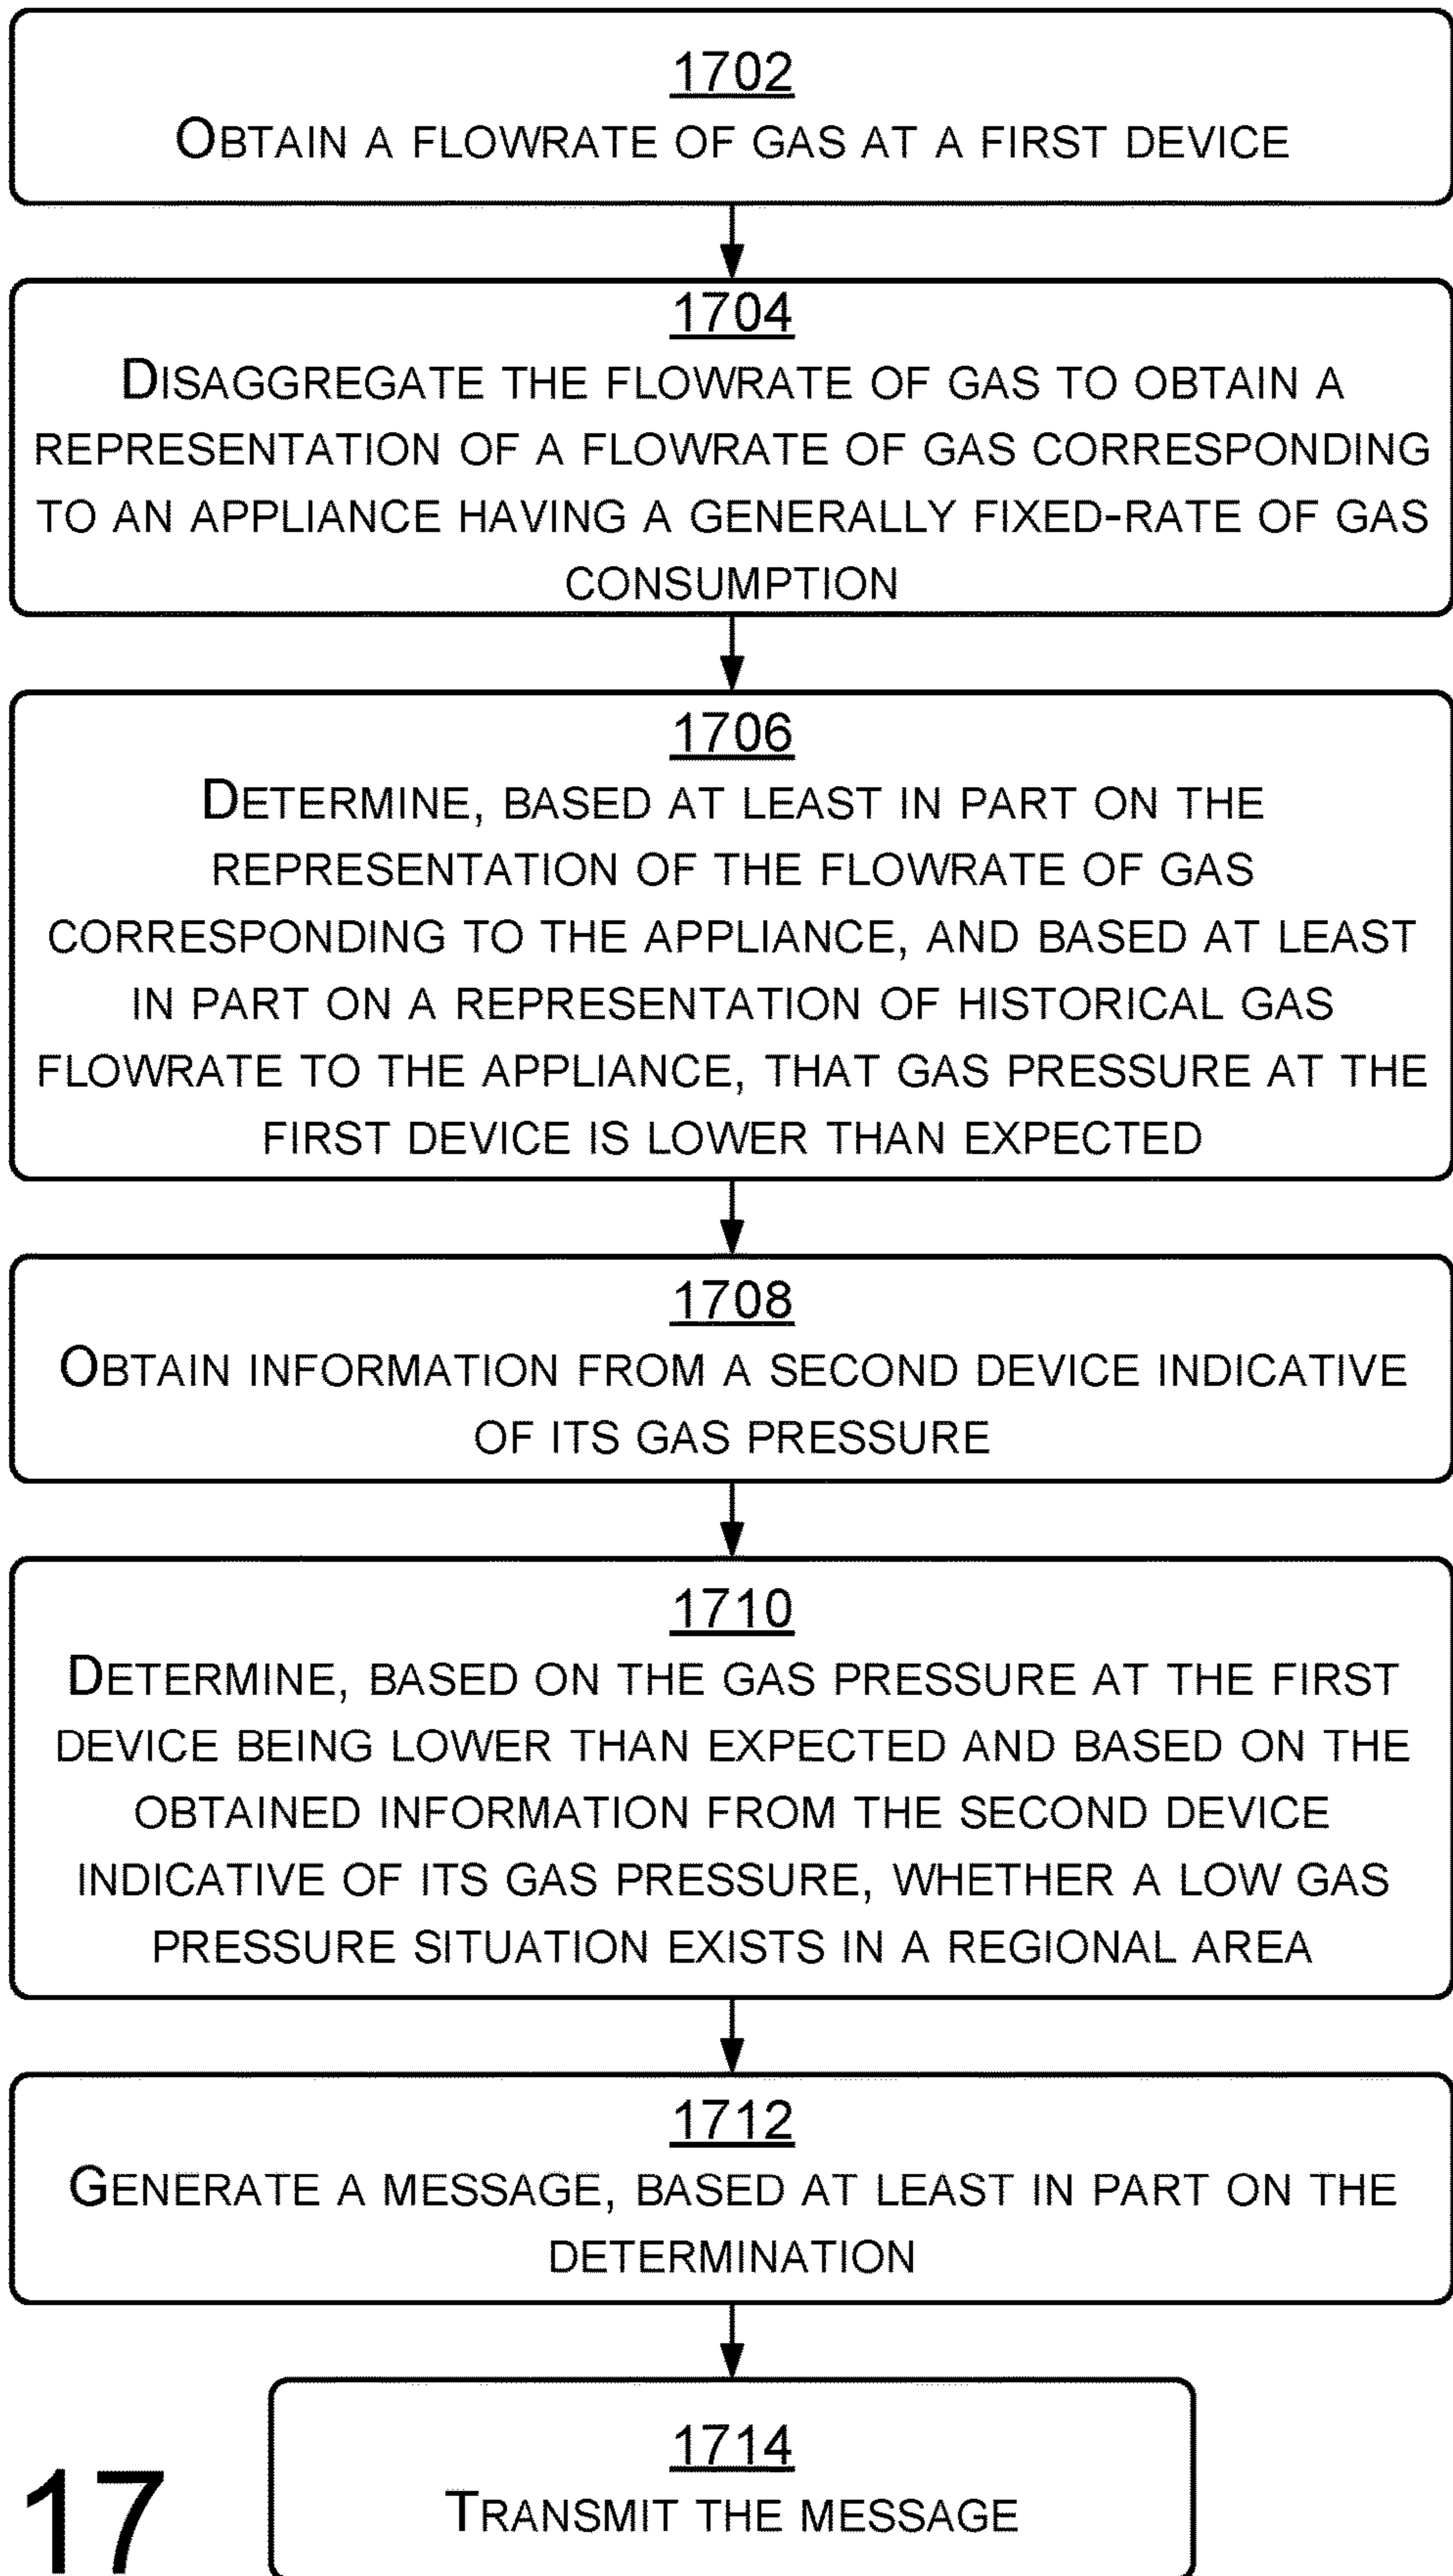 1702
OBTAIN A FLOWRATE OF GAS AT A FIRST DEVICE
1704
DISAGGREGATE THE FLOWRATE OF GAS TO OBTAIN A
REPRESENTATION OF A FLOWRATE OF GAS CORRESPONDING
TO AN APPLIANCE HAVING A GENERALLY FIXED-RATE OF GAS
CONSUMPTION
1706
DETERMINE, BASED AT LEAST IN PART ON THE
REPRESENTATION OF THE FLOWRATE OF GAS
CORRESPONDING TO THE APPLIANCE, AND BASED AT LEAST
IN PART ON A REPRESENTATION OF HISTORICAL GAS
FLOWRATE TO THE APPLIANCE, THAT GAS PRESSURE AT THE
FIRST DEVICE IS LOWER THAN EXPECTED
1708
OBTAIN INFORMATION FROM A SECOND DEVICE INDICATIVE
OF ITS GAS PRESSURE
1710
DETERMINE, BASED ON THE GAS PRESSURE AT THE FIRST
DEVICE BEING LOWER THAN EXPECTED AND BASED ON THE
OBTAINED INFORMATION FROM THE SECOND DEVICE
INDICATIVE OF ITS GAS PRESSURE, WHETHER A LOW GAS
PRESSURE SITUATION EXISTS IN A REGIONAL AREA
1712
GENERATE A MESSAGE, BASED AT LEAST IN PART ON THE
DETERMINATION
1714
TRANSMIT THE MESSAGE
17